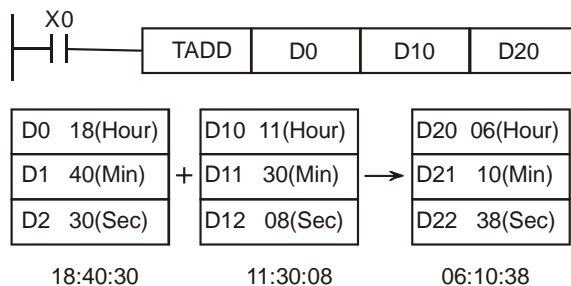 X0
TADD D0 D10 D20
D0 18(Hour) D10 11(Hour) D20 06(Hour)
D1 40(Min) + D11 30(Min) → D21 10(Min)
D2 30(Sec) D12 08(Sec) D22 38(Sec)
18:40:30 11:30:08 06:10:38